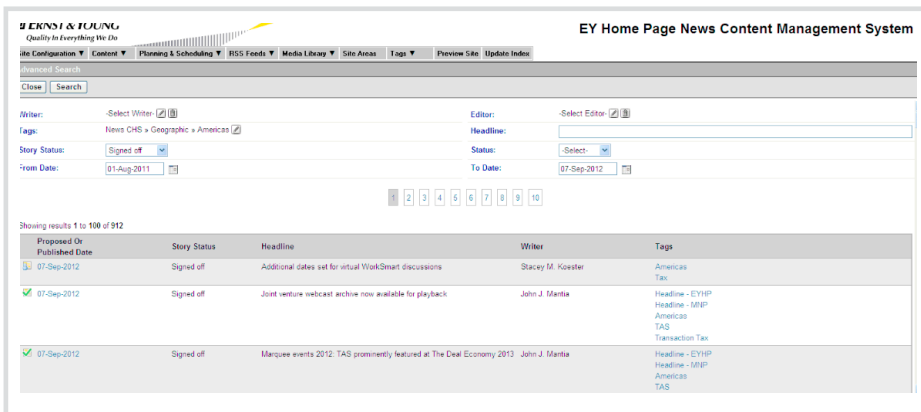 ERNST & YOUNG
Quality In Everything We Do
EY Home Page News Content Management System
Site Configuration ▼ Content ▼ Planning & Scheduling ▼ RSS Feeds ▼ Media Library ▼ Site Areas Tags ▼ Preview Site Update Index
Advanced Search
Close Search
Writer: -Select Writer- Editor: -Select Editor-
Tags: News CHS » Geographic » Americas Headline:
Story Status: Signed off Status: -Select-
From Date: 01-Aug-2011 To Date: 07-Sep-2012
1 2 3 4 5 6 7 8 9 10
Showing results 1 to 100 of 912
Proposed Or
Published Date Story Status Headline Writer Tags
07-Sep-2012 Signed off Additional dates set for virtual WorkSmart discussions Stacey M. Koester Americas
Tax
07-Sep-2012 Signed off Joint venture webcast archive now available for playback John J. Mantia Headline - EYHP
Headline - MNP
Americas
TAS
Transaction Tax
07-Sep-2012 Signed off Marquee events 2012: TAS prominently featured at The Deal Economy 2013 John J. Mantia Headline - EYHP
Headline - MNP
Americas
TAS